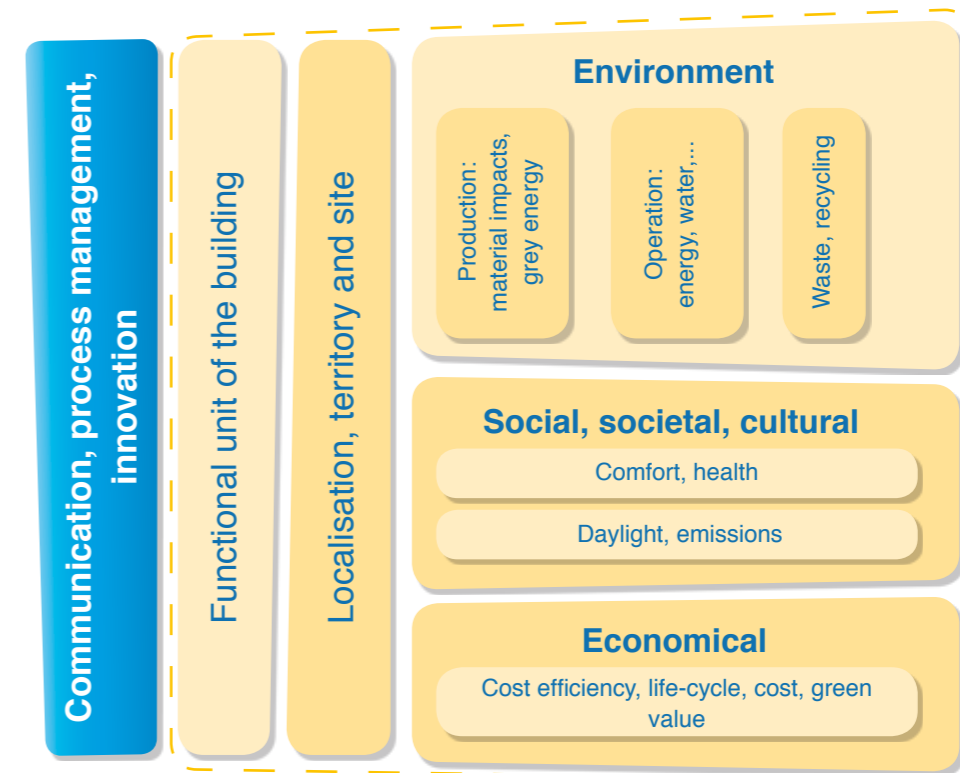 Communication, process management,
innovation
Functional unit of the building
Localisation, territory and site
Environment
Production:
material impacts,
grey energy
Operation:
energy, water,...
Waste, recycling
Social, societal, cultural
Comfort, health
Daylight, emissions
Economical
Cost efficiency, life-cycle, cost, green
value